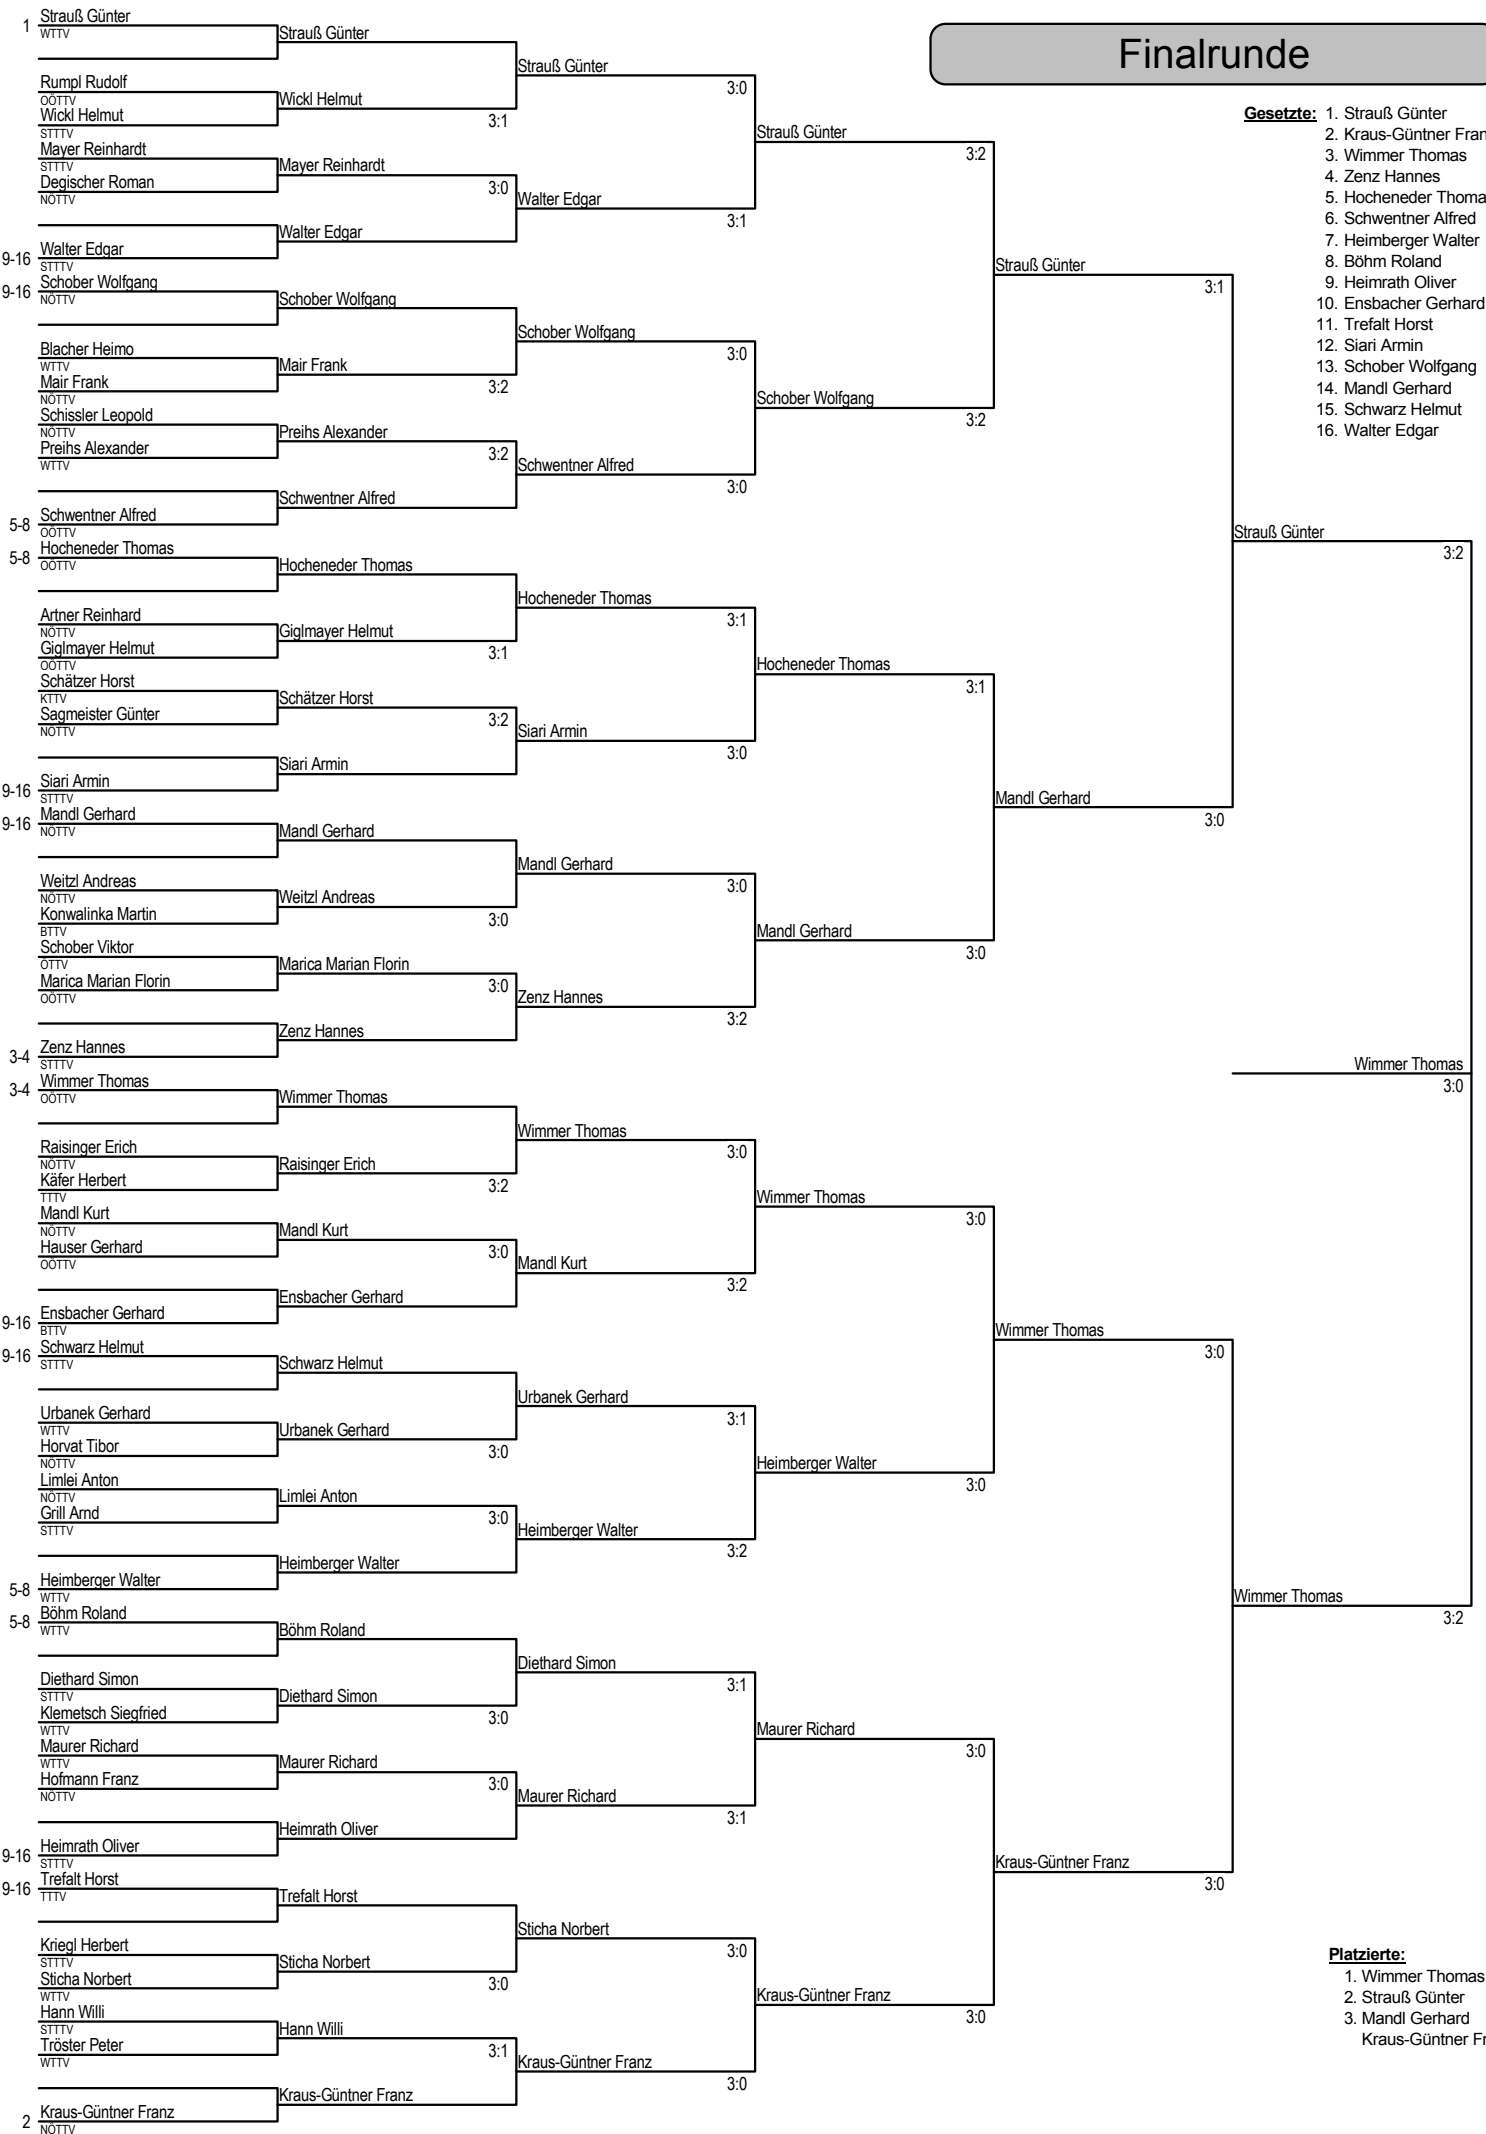 Finalrunde
Gesetzte: 1. Strauß Günter
2. Kraus-Güntner Fran
3. Wimmer Thomas
4. Zenz Hannes
5. Hocheneder Thoma
6. Schwentner Alfred
7. Heimberger Walter
8. Böhm Roland
9. Heimrath Oliver
10. Ensbacher Gerhard
11. Trefalt Horst
12. Siari Armin
13. Schober Wolfgang
14. Mandl Gerhard
15. Schwarz Helmut
16. Walter Edgar
1 Strauß Günter
WTTV
Rumpl Rudolf
OÖTTV
Wickl Helmut
STTTV
Mayer Reinhardt
STTTV
Degischer Roman
NÖTTV
9-16 Walter Edgar
STTTV
9-16 Schober Wolfgang
NÖTTV
Blacher Heimo
WTTV
Mair Frank
NÖTTV
Schissler Leopold
NÖTTV
Preihs Alexander
WTTV
5-8 Schwentner Alfred
OÖTTV
5-8 Hocheneder Thomas
OÖTTV
Artner Reinhard
NÖTTV
Giglmayer Helmut
OÖTTV
Schätzer Horst
KTTV
Sagmeister Günter
NÖTTV
9-16 Siari Armin
STTTV
9-16 Mandl Gerhard
NÖTTV
Weitzl Andreas
NÖTTV
Konwalinka Martin
BTTV
Schober Viktor
ÖTTV
Marica Marian Florin
OÖTTV
3-4 Zenz Hannes
STTTV
3-4 Wimmer Thomas
OÖTTV
Raisinger Erich
NÖTTV
Käfer Herbert
TTTV
Mandl Kurt
NÖTTV
Hauser Gerhard
OÖTTV
9-16 Ensbacher Gerhard
BTTV
9-16 Schwarz Helmut
STTTV
Urbanek Gerhard
WTTV
Horvat Tibor
NÖTTV
Limlei Anton
NÖTTV
Grill Arnd
STTTV
5-8 Heimberger Walter
WTTV
5-8 Böhm Roland
WTTV
Diethard Simon
STTTV
Klemetsch Siegfried
WTTV
Maurer Richard
WTTV
Hofmann Franz
NÖTTV
9-16 Heimrath Oliver
STTTV
9-16 Trefalt Horst
TTTV
Kriegl Herbert
STTTV
Sticha Norbert
WTTV
Hann Willi
STTTV
Tröster Peter
WTTV
2 Kraus-Güntner Franz
NÖTTV
Strauß Günter
Wickl Helmut
3:1
Mayer Reinhardt
3:0
Walter Edgar
Schober Wolfgang
Mair Frank
3:2
Preihs Alexander
3:2
Schwentner Alfred
Hocheneder Thomas
Giglmayer Helmut
3:1
Schätzer Horst
3:2
Siari Armin
Mandl Gerhard
Weitzl Andreas
3:0
Marica Marian Florin
3:0
Zenz Hannes
Wimmer Thomas
Raisinger Erich
3:2
Mandl Kurt
3:0
Ensbacher Gerhard
Schwarz Helmut
Urbanek Gerhard
3:0
Limlei Anton
3:0
Heimberger Walter
Böhm Roland
Diethard Simon
3:0
Maurer Richard
3:0
Heimrath Oliver
Trefalt Horst
Sticha Norbert
3:0
Hann Willi
3:1
Kraus-Güntner Franz
Strauß Günter
3:0
Walter Edgar
3:1
Schober Wolfgang
3:0
Schwentner Alfred
3:0
Hocheneder Thomas
3:1
Siari Armin
3:0
Mandl Gerhard
3:0
Zenz Hannes
3:2
Wimmer Thomas
3:0
Mandl Kurt
3:2
Urbanek Gerhard
3:1
Heimberger Walter
3:2
Diethard Simon
3:1
Maurer Richard
3:1
Sticha Norbert
3:0
Kraus-Güntner Franz
3:0
Strauß Günter
3:2
Schober Wolfgang
3:2
Hocheneder Thomas
3:1
Mandl Gerhard
3:0
Wimmer Thomas
3:0
Heimberger Walter
3:0
Maurer Richard
3:0
Kraus-Güntner Franz
3:0
Strauß Günter
3:1
Mandl Gerhard
3:0
Wimmer Thomas
3:0
Kraus-Güntner Franz
3:0
Strauß Günter
3:2
Wimmer Thomas
3:2
Wimmer Thomas
3:0
Platzierte:
1. Wimmer Thomas
2. Strauß Günter
3. Mandl Gerhard
Kraus-Güntner Fr